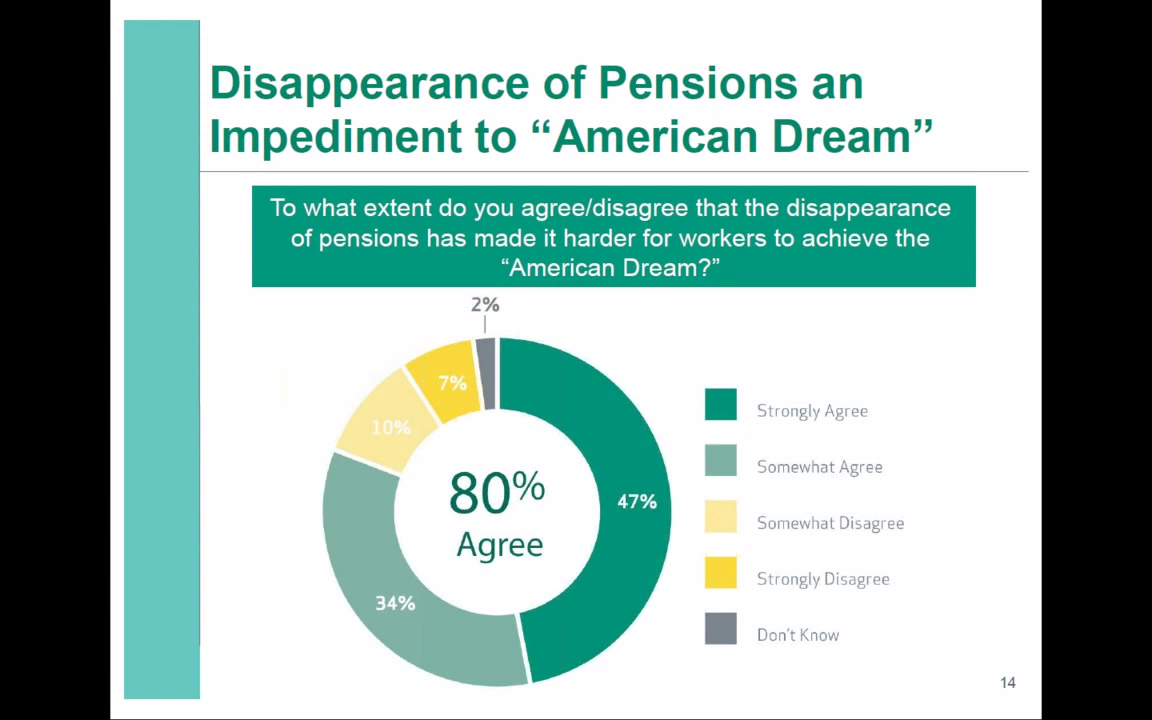 Disappearance of Pensions an
Impediment to “American Dream”
To what extent do you agree/disagree that the disappearance
of pensions has made it harder for workers to achieve the
“American Dream?”
2%
7%
10%
47%
34%
80%
Agree
Strongly Agree
Somewhat Agree
Somewhat Disagree
Strongly Disagree
Don't Know
14